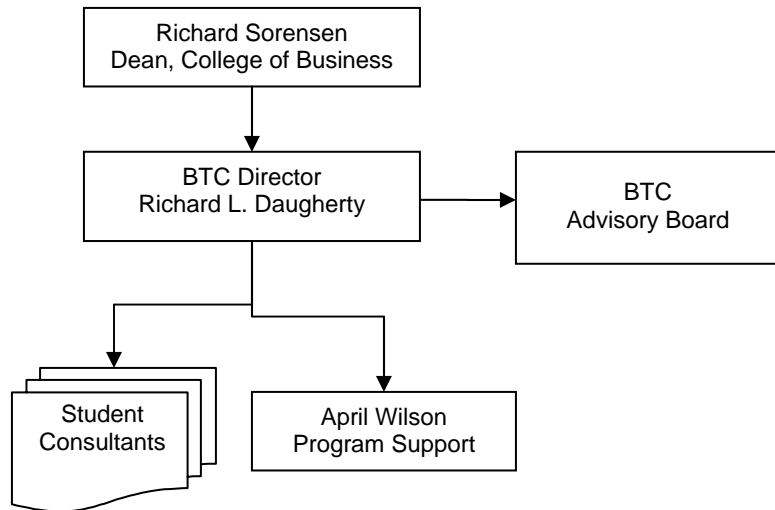 Richard Sorensen
Dean, College of Business
BTC Director
Richard L. Daugherty
BTC
Advisory Board
Student
Consultants
April Wilson
Program Support